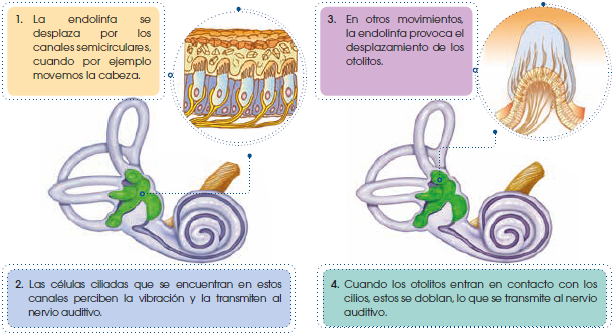 1. La endolinfa se
desplaza por los
canales semicirculares,
cuando por ejemplo
movemos la cabeza.
3. En otros movimientos,
la endolinfa provoca el
desplazamiento de los
otolitos.
2. Las células ciliadas que se encuentran en estos
canales perciben la vibración y la transmiten al
nervio auditivo.
4. Cuando los otolitos entran en contacto con los
cilios, estos se doblan, lo que se transmite al nervio
auditivo.